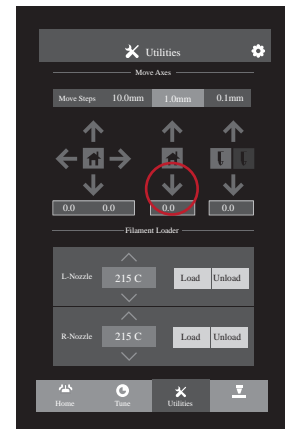 Utilities
Move Axes
Move Steps 10.0mm 1.0mm 0.1mm
0.0 0.0 0.0 0.0
Filament Loader
L-Nozzle 215 C Load Unload
R-Nozzle 215 C Load Unload
Home Tune Utilities